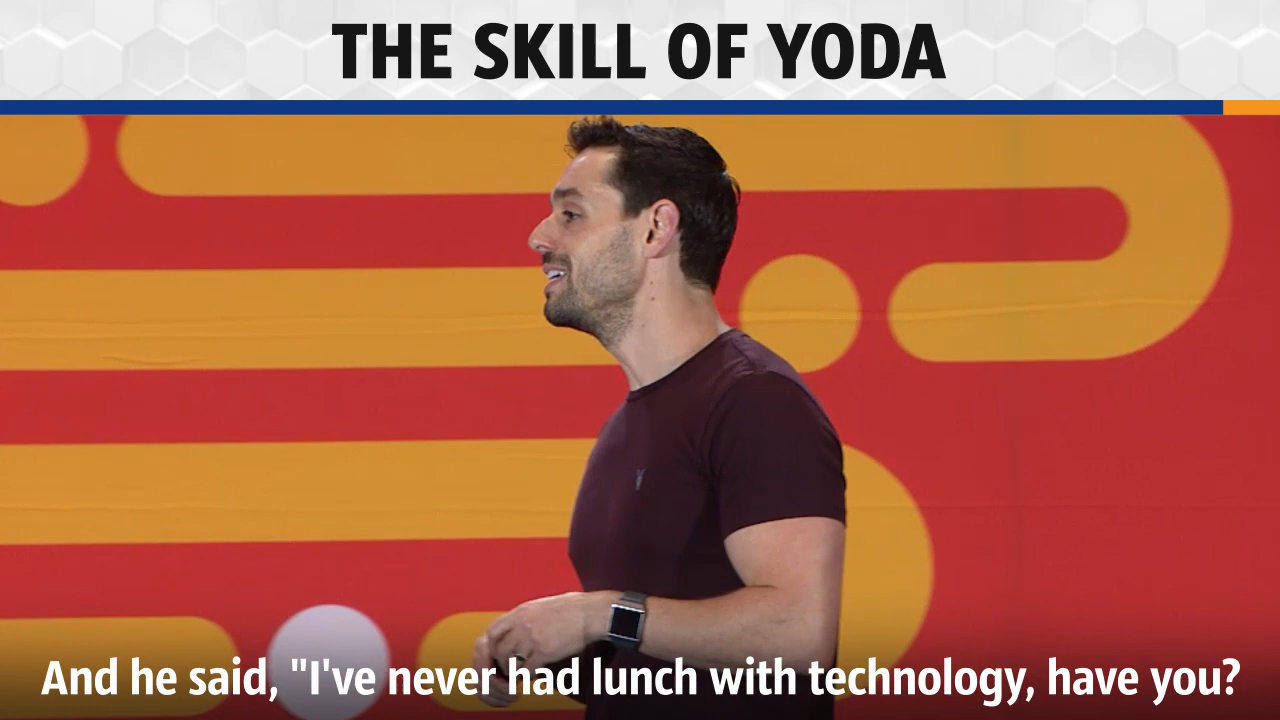 THE SKILL OF YODA
And he said, "I've never had lunch with technology, have you?